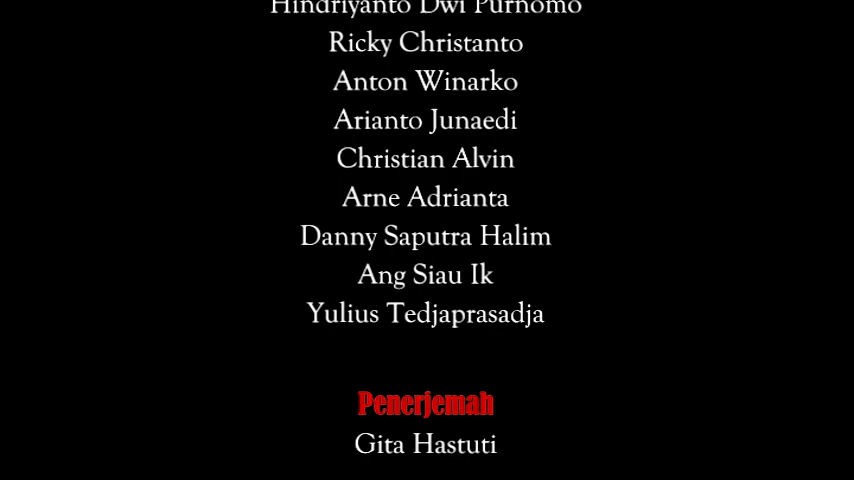 Hindriyanto Dwi Purnomo
Ricky Christanto
Anton Winarko
Arianto Junaedi
Christian Alvin
Arne Adrianta
Danny Saputra Halim
Ang Siau Ik
Yulius Tedjaprasadja
Penerjemah
Gita Hastuti